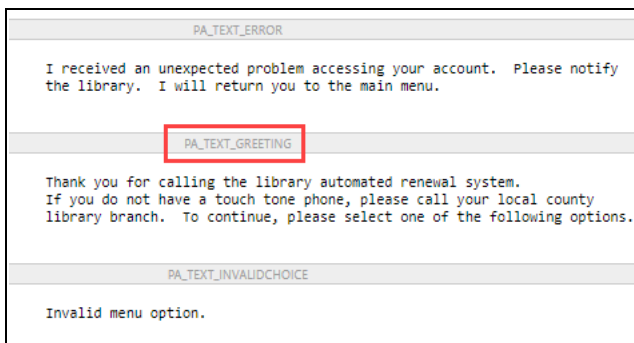 PA_TEXT_ERROR
I received an unexpected problem accessing your account.  Please notify
the library.  I will return you to the main menu.
PA_TEXT_GREETING
Thank you for calling the library automated renewal system.
If you do not have a touch tone phone, please call your local county
library branch.  To continue, please select one of the following options.
PA_TEXT_INVALIDCHOICE
Invalid menu option.